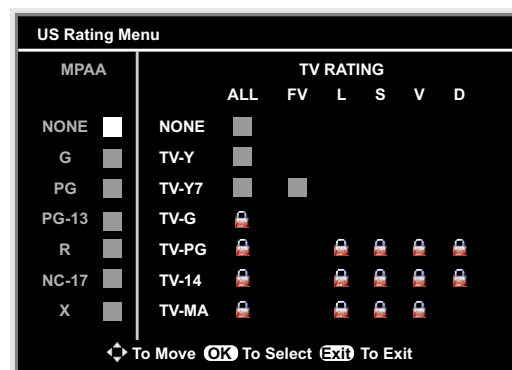 US Rating Menu
MPAA
TV RATING
ALL FV L S V D
NONE NONE
G TV-Y
PG TV-Y7
PG-13 TV-G
R TV-PG
NC-17 TV-14
X TV-MA
To Move OK To Select Exit To Exit